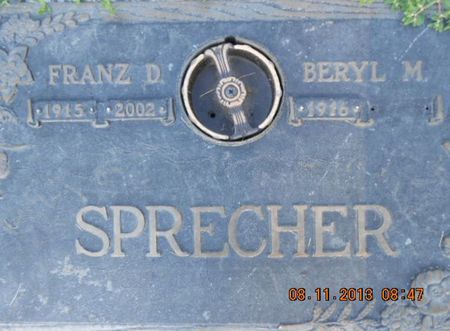 FRANZ D. BERYL M.
1915 2002 1916
SPRECHER
08.11.2013 08:47